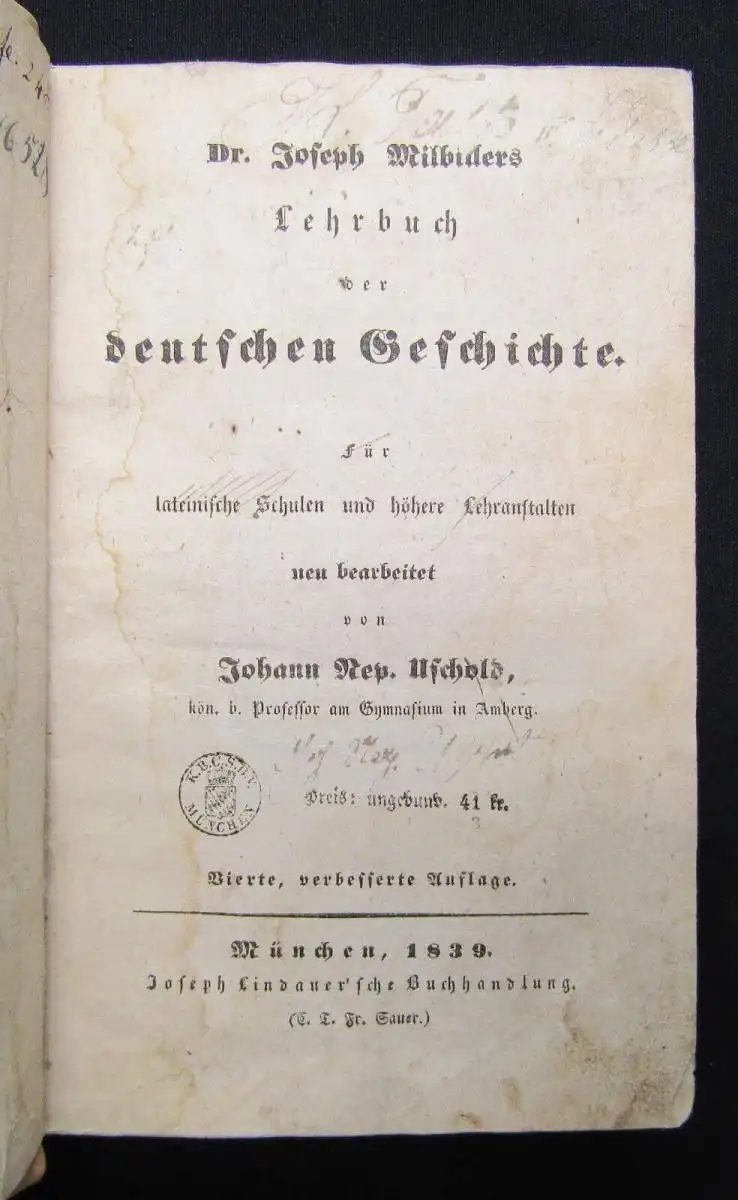 Dr. Joseph Milbillers
Lehrbuch
der
deutschen Geschichte.
Für
lateinische Schulen und höhere Lehranstalten
neu bearbeitet
von
Johann Nep. Uschold,
kön. b. Professor am Gymnasium in Amberg.
K.B.C.S.B.V.
MÜNCHEN
Preis: ungebund. 41 kr.
Vierte, verbesserte Auflage.
München, 1839.
Joseph Lindauer'sche Buchhandlung.
(C. T. Fr. Sauer.)